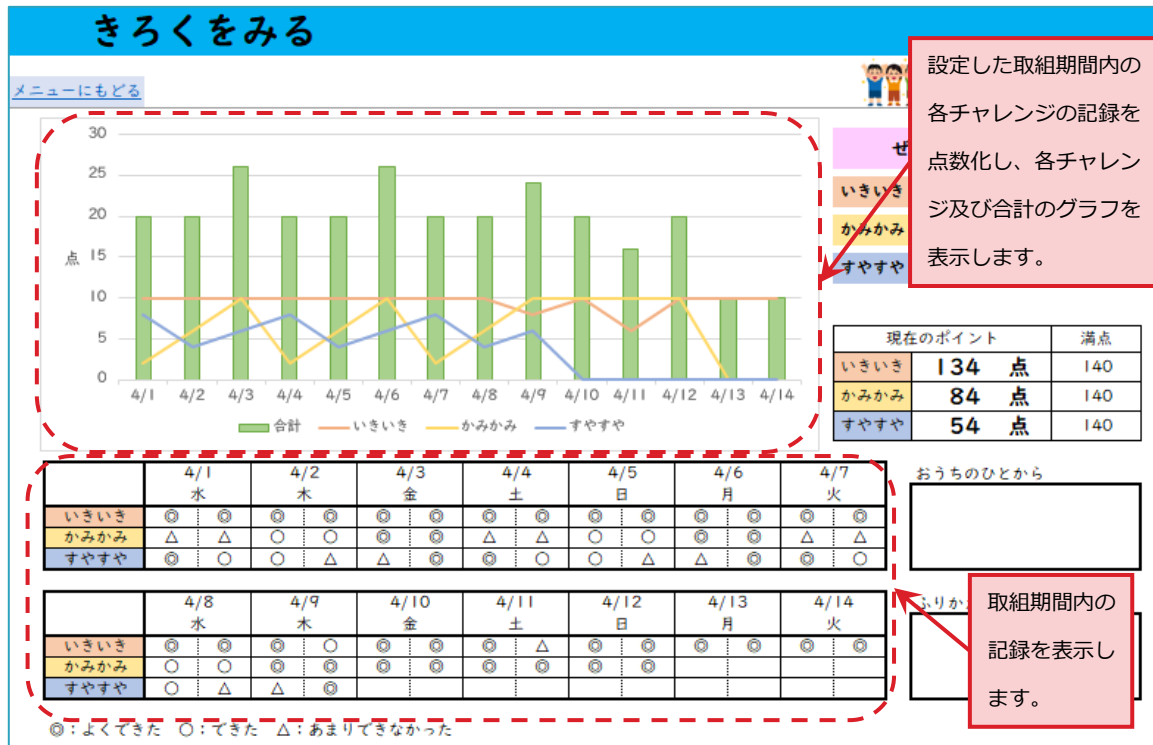 きろくをみる
メニューにもどる
設定した取組期間内の
各チャレンジの記録を
点数化し、各チャレン
ジ及び合計のグラフを
表示します。
ぜ
いきいき
かみかみ
すやすや
30
25
20
点 15
10
5
0
4/1 4/2 4/3 4/4 4/5 4/6 4/7 4/8 4/9 4/10 4/11 4/12 4/13 4/14
合計 いきいき かみかみ すやすや
現在のポイント 満点
いきいき 134 点 140
かみかみ 84 点 140
すやすや 54 点 140
4/1 4/2 4/3 4/4 4/5 4/6 4/7
水 木 金 土 日 月 火
いきいき ◎ ◎ ◎ ◎ ◎ ◎ ◎ ◎ ◎ ◎ ◎ ◎ ◎ ◎
かみかみ △ △ ○ ○ ◎ ◎ △ △ ○ ○ ◎ ◎ △ △
すやすや ◎ ○ ○ △ △ ◎ ◎ ○ ○ △ △ ◎ ◎ ○
おうちのひとから
4/8 4/9 4/10 4/11 4/12 4/13 4/14
水 木 金 土 日 月 火
いきいき ◎ ◎ ◎ ○ ◎ ◎ ◎ △ ◎ ◎ ◎ ◎ ◎ ◎
かみかみ ○ ○ ◎ ◎ ◎ ◎ ◎ ◎ ◎ ◎
すやすや ○ △ △ ◎
ふりか
取組期間内の
記録を表示し
ます。
◎：よくできた ○：できた △：あまりできなかった